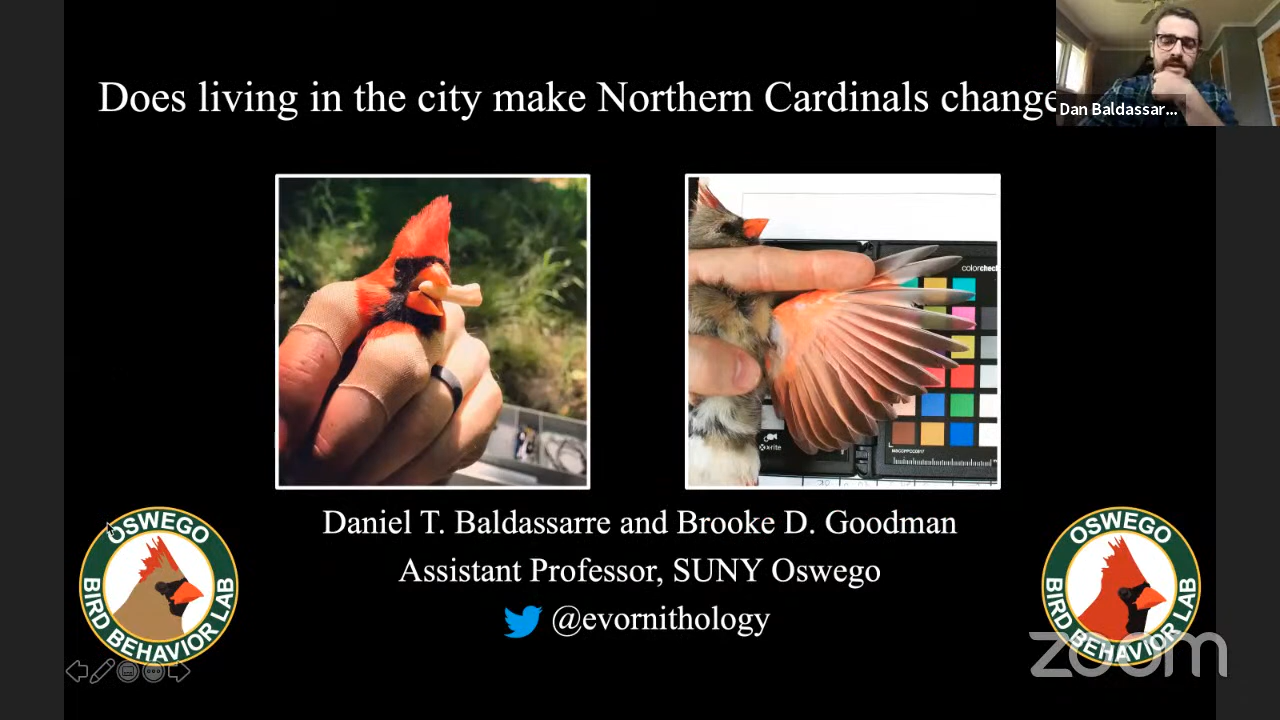 Does living in the city make Northern Cardinals change
Dan Baldassar...
colorchec
x-rite
OSWEGO
BIRD BEHAVIOR LAB
Daniel T. Baldassarre and Brooke D. Goodman
Assistant Professor, SUNY Oswego
@evornithology
OSWEGO
BIRD BEHAVIOR LAB
zoom